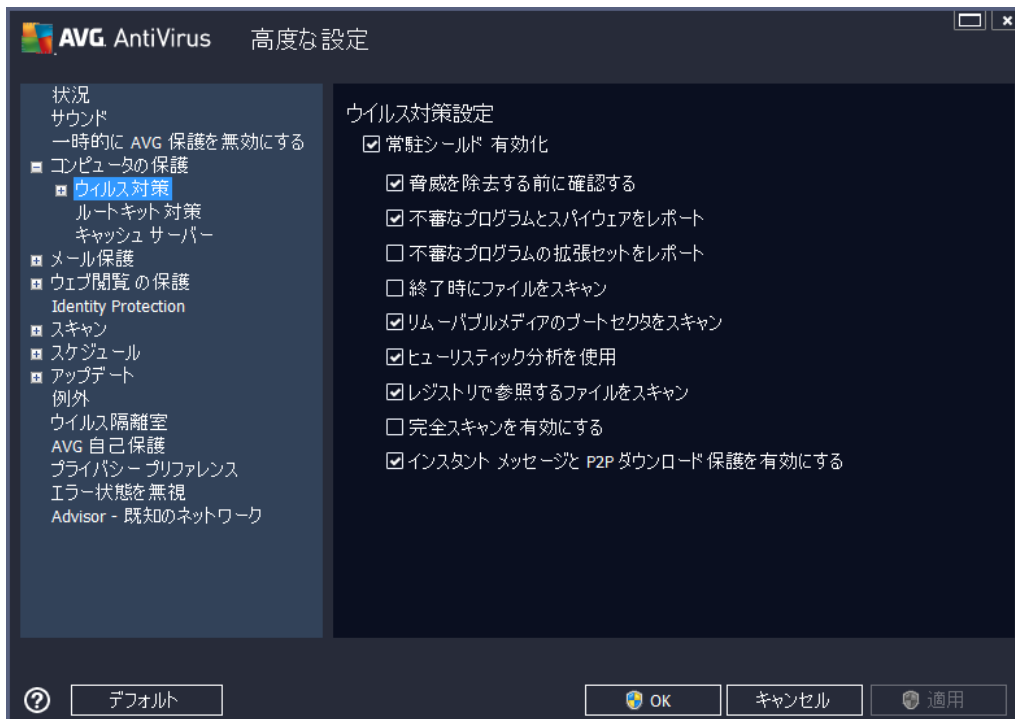 AVG AntiVirus 高度な設定
状況
サウンド
一時的に AVG 保護を無効にする
コンピュータの保護
ウィルス対策
ルートキット対策
キャッシュ サーバー
メール保護
ウェブ閲覧 の保護
Identity Protection
スキャン
スケジュール
アップデート
例外
ウイルス隔離室
AVG 自己保護
プライバシー プリファレンス
エラー状態を無視
Advisor - 既知のネットワーク
ウイルス対策設定
常駐シールド 有効化
脅威を除去する前に確認する
不審なプログラムとスパイウェアをレポート
不審なプログラムの拡張セットをレポート
終了時にファイルをスキャン
リムーバブルメディアのブートセクタをスキャン
ヒューリスティック分析を使用
レジストリで参照するファイルをスキャン
完全スキャンを有効にする
インスタント メッセージと P2P ダウンロード 保護を有効にする
デフォルト
OK
キャンセル
適用